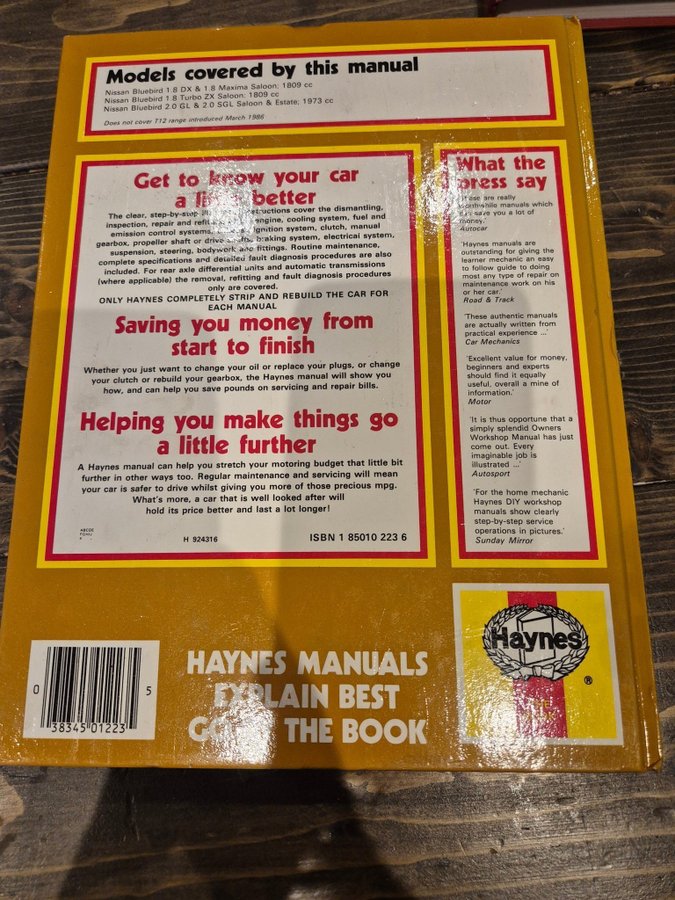 Models covered by this manual
Nissan Bluebird 1.8 DX & 1.8 Maxima Saloon: 1809 cc
Nissan Bluebird 1.8 Turbo ZX Saloon: 1809 cc
Nissan Bluebird 2.0 GL & 2.0 SGL Saloon & Estate; 1973 cc
Does not cover T12 range introduced March 1986
Get to know your car
a better
The clear, step-by-step instructions cover the dismantling,
inspection, repair and engine, cooling system, fuel and
emission control systems, ignition system, clutch, manual
gearbox, propeller shaft or braking system, electrical system,
suspension, steering, bodywork and fittings. Routine maintenance,
complete specifications and detailed fault diagnosis procedures are also
included. For rear axle differential units and automatic transmissions
(where applicable) the removal, refitting and fault diagnosis procedures
only are covered.
ONLY HAYNES COMPLETELY STRIP AND REBUILD THE CAR FOR
EACH MANUAL
Saving you money from
start to finish
Whether you just want to change your oil or replace your plugs, or change
your clutch or rebuild your gearbox, the Haynes manual will show you
how, and can help you save pounds on servicing and repair bills.
Helping you make things go
a little further
A Haynes manual can help you stretch your motoring budget that little bit
further in other ways too. Regular maintenance and servicing will mean
your car is safer to drive whilst giving you more of those precious mpg.
What's more, a car that is well looked after will
hold its price better and last a lot longer!
ABCDE
FGHIJ
K
H 924316
ISBN 1 85010 223 6
What the
press say
are really
manuals which
save you a lot of
money.'
Autocar
'Haynes manuals are
outstanding for giving the
learner mechanic an easy
to follow guide to doing
most any type of repair on
maintenance work on his
or her car.'
Road & Track
'These authentic manuals
are actually written from
practical experience ...'
Car Mechanics
'Excellent value for money,
beginners and experts
should find it equally
useful, overall a mine of
information.'
Motor
'It is thus opportune that a
simply splendid Owners
Workshop Manual has just
come out. Every
imaginable job is
illustrated ...'
Autosport
'For the home mechanic
Haynes DIY workshop
manuals show clearly
step-by-step service
operations in pictures.'
Sunday Mirror
0 38345 01223 5
HAYNES MANUALS
EXPLAIN BEST
THE BOOK
Haynes
®